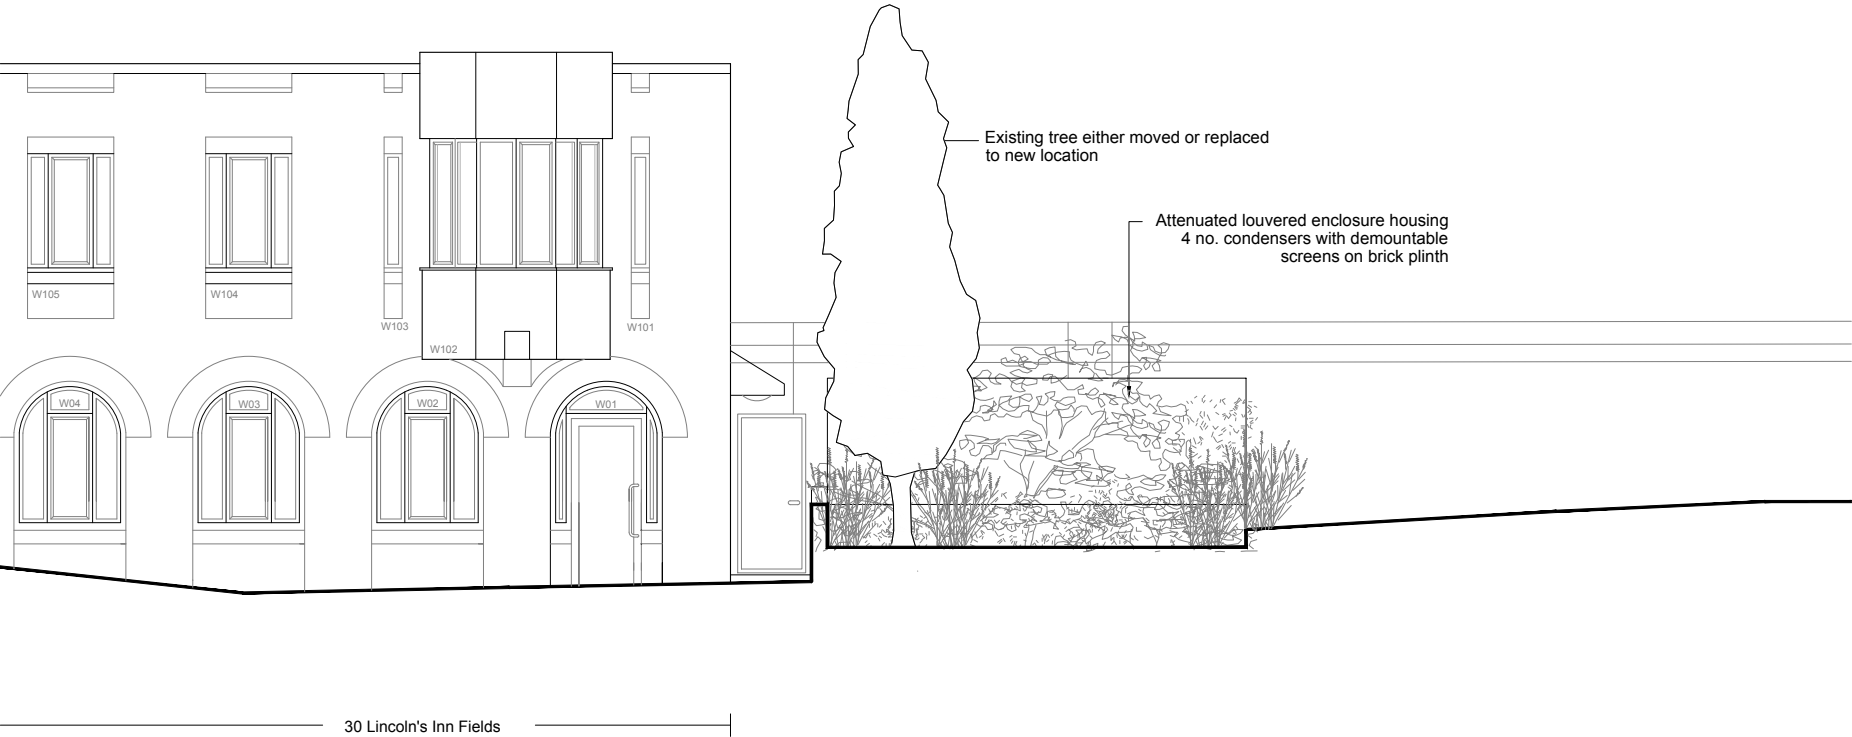 Existing tree either moved or replaced
to new location
Attenuated louvered enclosure housing
4 no. condensers with demountable
screens on brick plinth
W105
W104
W103
W101
W102
W04
W03
W02
W01
30 Lincoln's Inn Fields